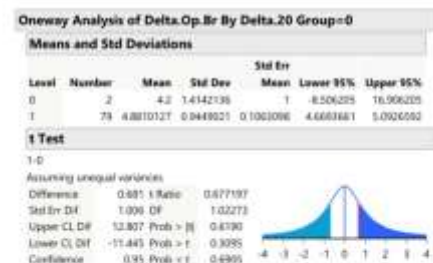 Oneway Analysis of Delta.Op.Br By Delta.20 Group=0
Means and Std Deviations
Std Err
Level Number Mean Std Dev Mean Lower 95% Upper 95%
0 2 4.2 1.4142136 1 -8.506205 16.906205
1 79 4.8810127 0.9449021 0.1063098 4.6693661 5.0926592
t Test
1-0
Assuming unequal variances
Difference 0.681 t Ratio 0.677197
Std Err Dif 1.006 DF 1.02273
Upper CL Dif 12.807 Prob > |t| 0.6190
Lower CL Dif -11.445 Prob > t 0.3095
Confidence 0.95 Prob < t 0.6905
-4 -3 -2 -1 0 1 2 3 4